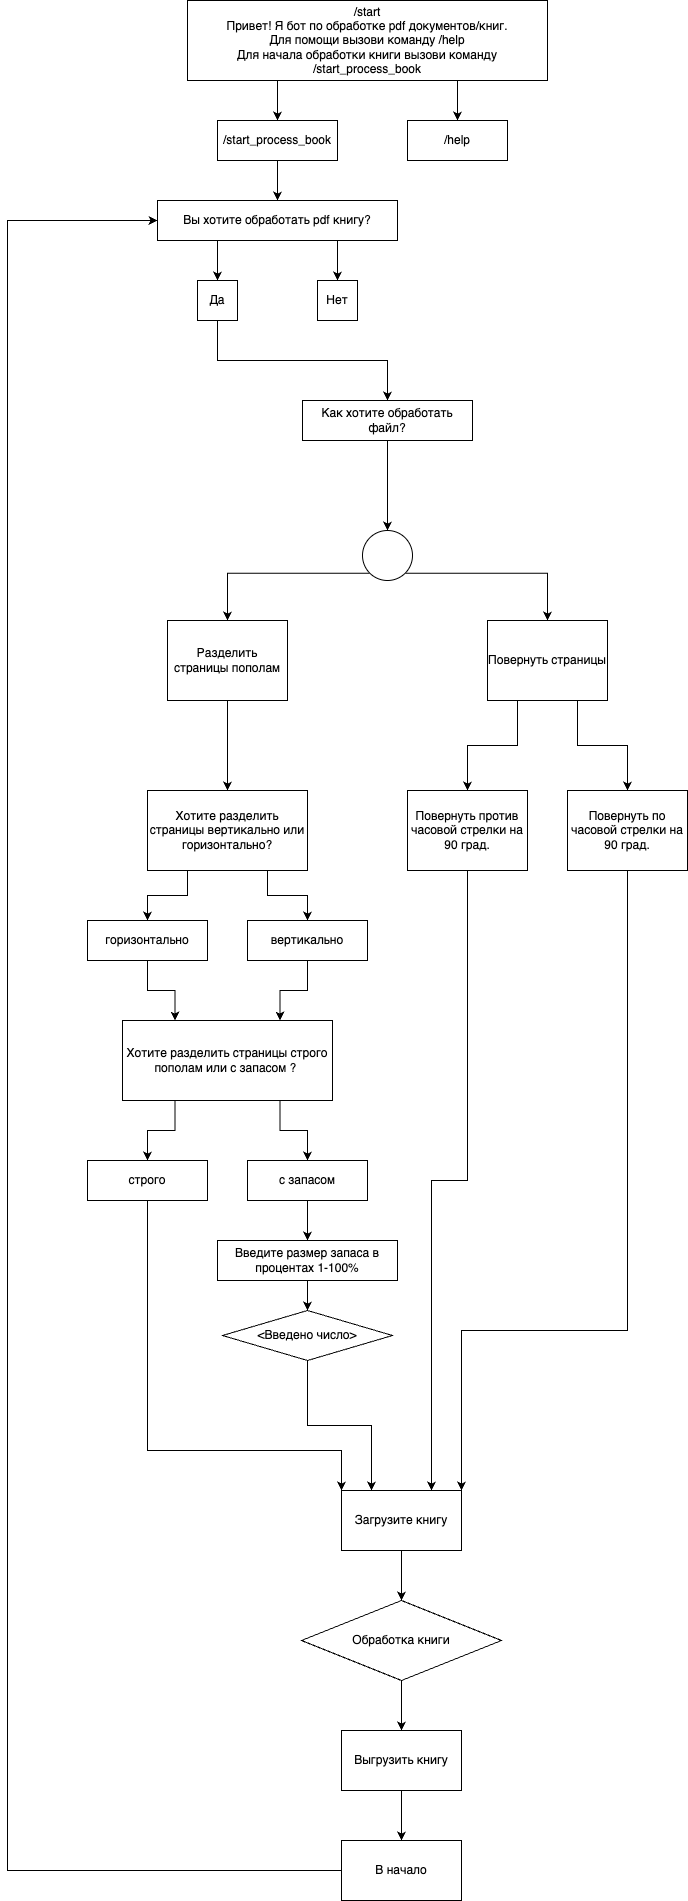 /start
Привет! Я бот по обработке pdf документов/книг.
Для помощи вызови команду /help
Для начала обработки книги вызови команду
/start_process_book
/start_process_book
/help
Вы хотите обработать pdf книгу?
Да
Нет
Как хотите обработать
файл?
Разделить
страницы пополам
Повернуть страницы
Хотите разделить
страницы вертикально или
горизонтально?
Повернуть против
часовой стрелки на
90 град.
Повернуть по
часовой стрелки на
90 град.
горизонтально
вертикально
Хотите разделить страницы строго
пополам или с запасом ?
строго
с запасом
Введите размер запаса в
процентах 1-100%
<Введено число>
Загрузите книгу
Обработка книги
Выгрузить книгу
В начало